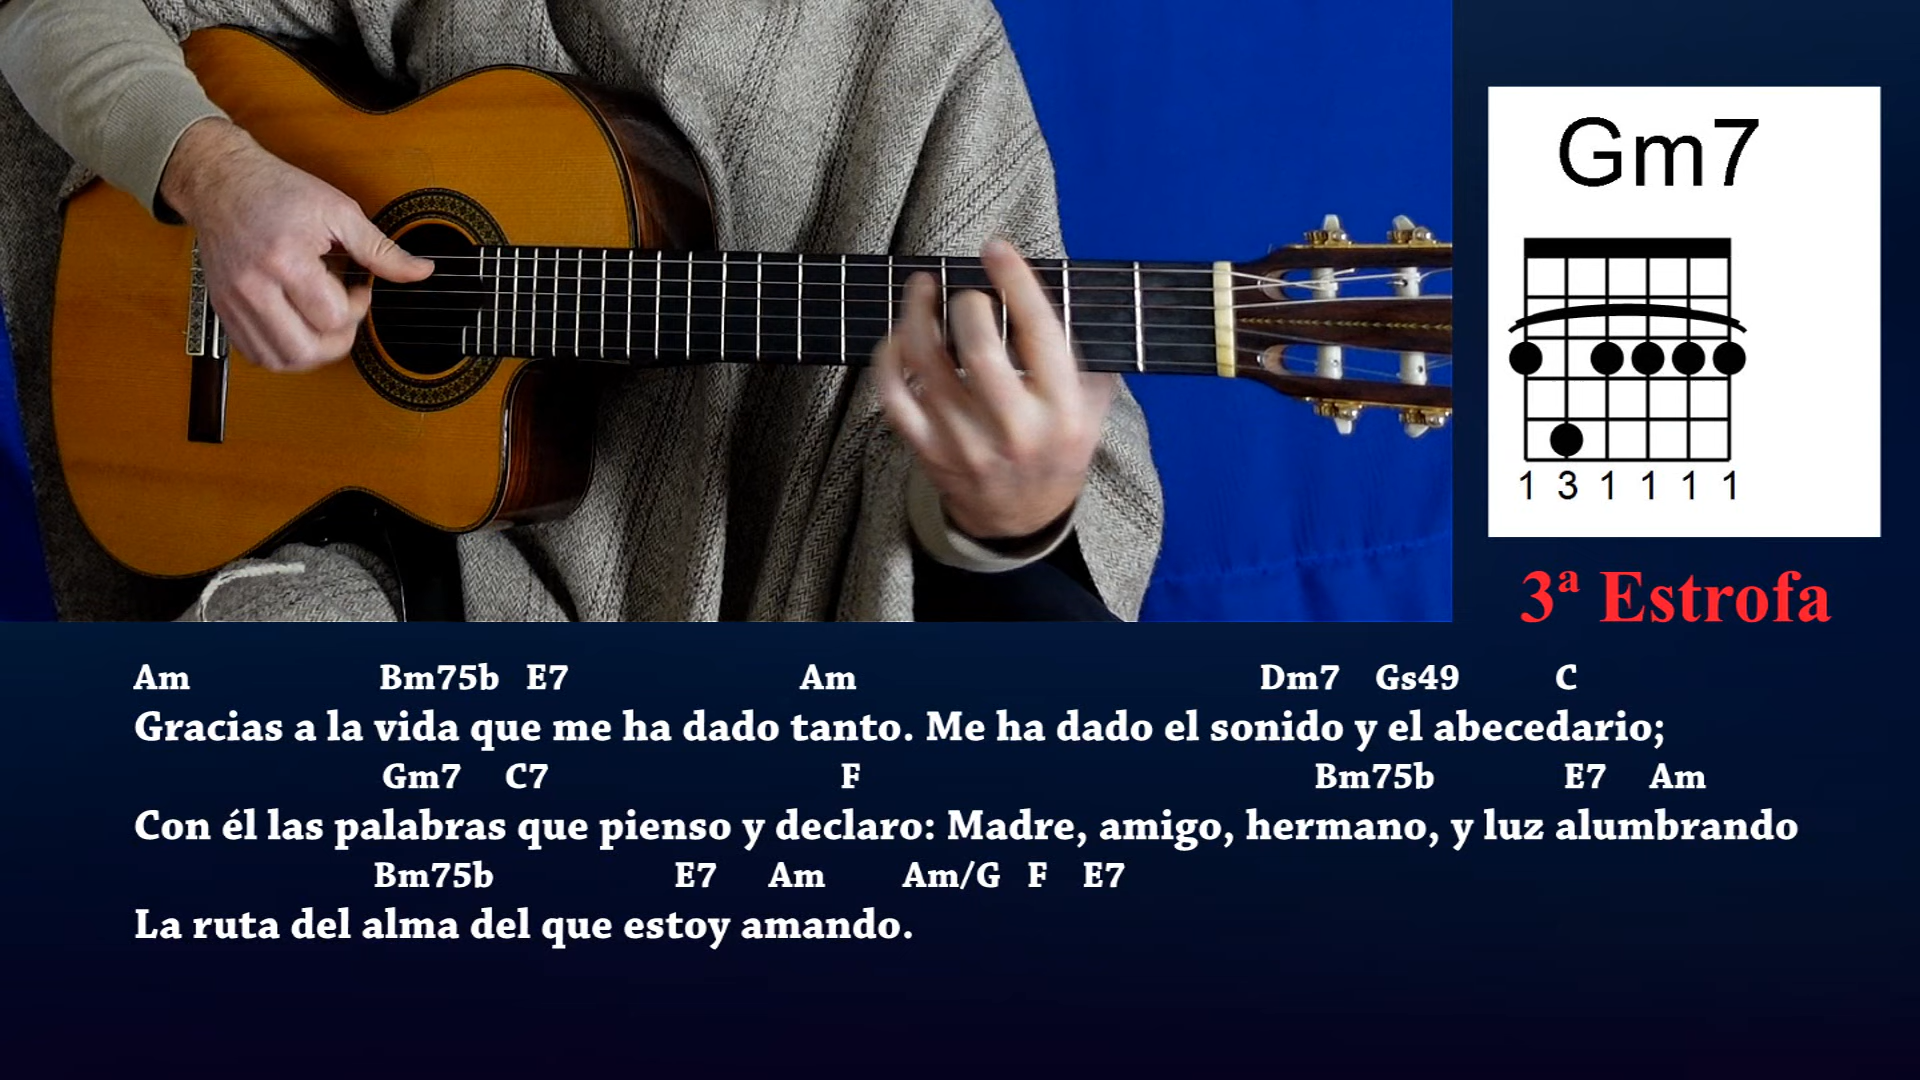 Gm7
1 3 1 1 1 1
3ª Estrofa
Am Bm75b E7 Am Dm7 Gs49 C
Gracias a la vida que me ha dado tanto. Me ha dado el sonido y el abecedario;
Gm7 C7 F Bm75b E7 Am
Con él las palabras que pienso y declaro: Madre, amigo, hermano, y luz alumbrando
Bm75b E7 Am Am/G F E7
La ruta del alma del que estoy amando.